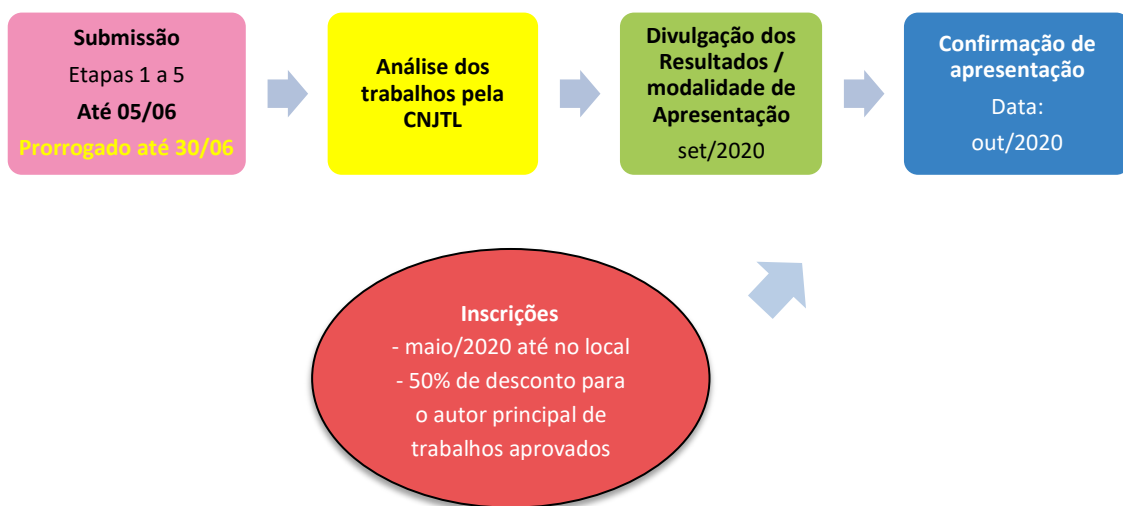 Submissão
Etapas 1 a 5
Até 05/06
Prorrogado até 30/06
Análise dos
trabalhos pela
CNJTL
Divulgação dos
Resultados /
modalidade de
Apresentação
set/2020
Confirmação de
apresentação
Data:
out/2020
Inscrições
- maio/2020 até no local
- 50% de desconto para
o autor principal de
trabalhos aprovados